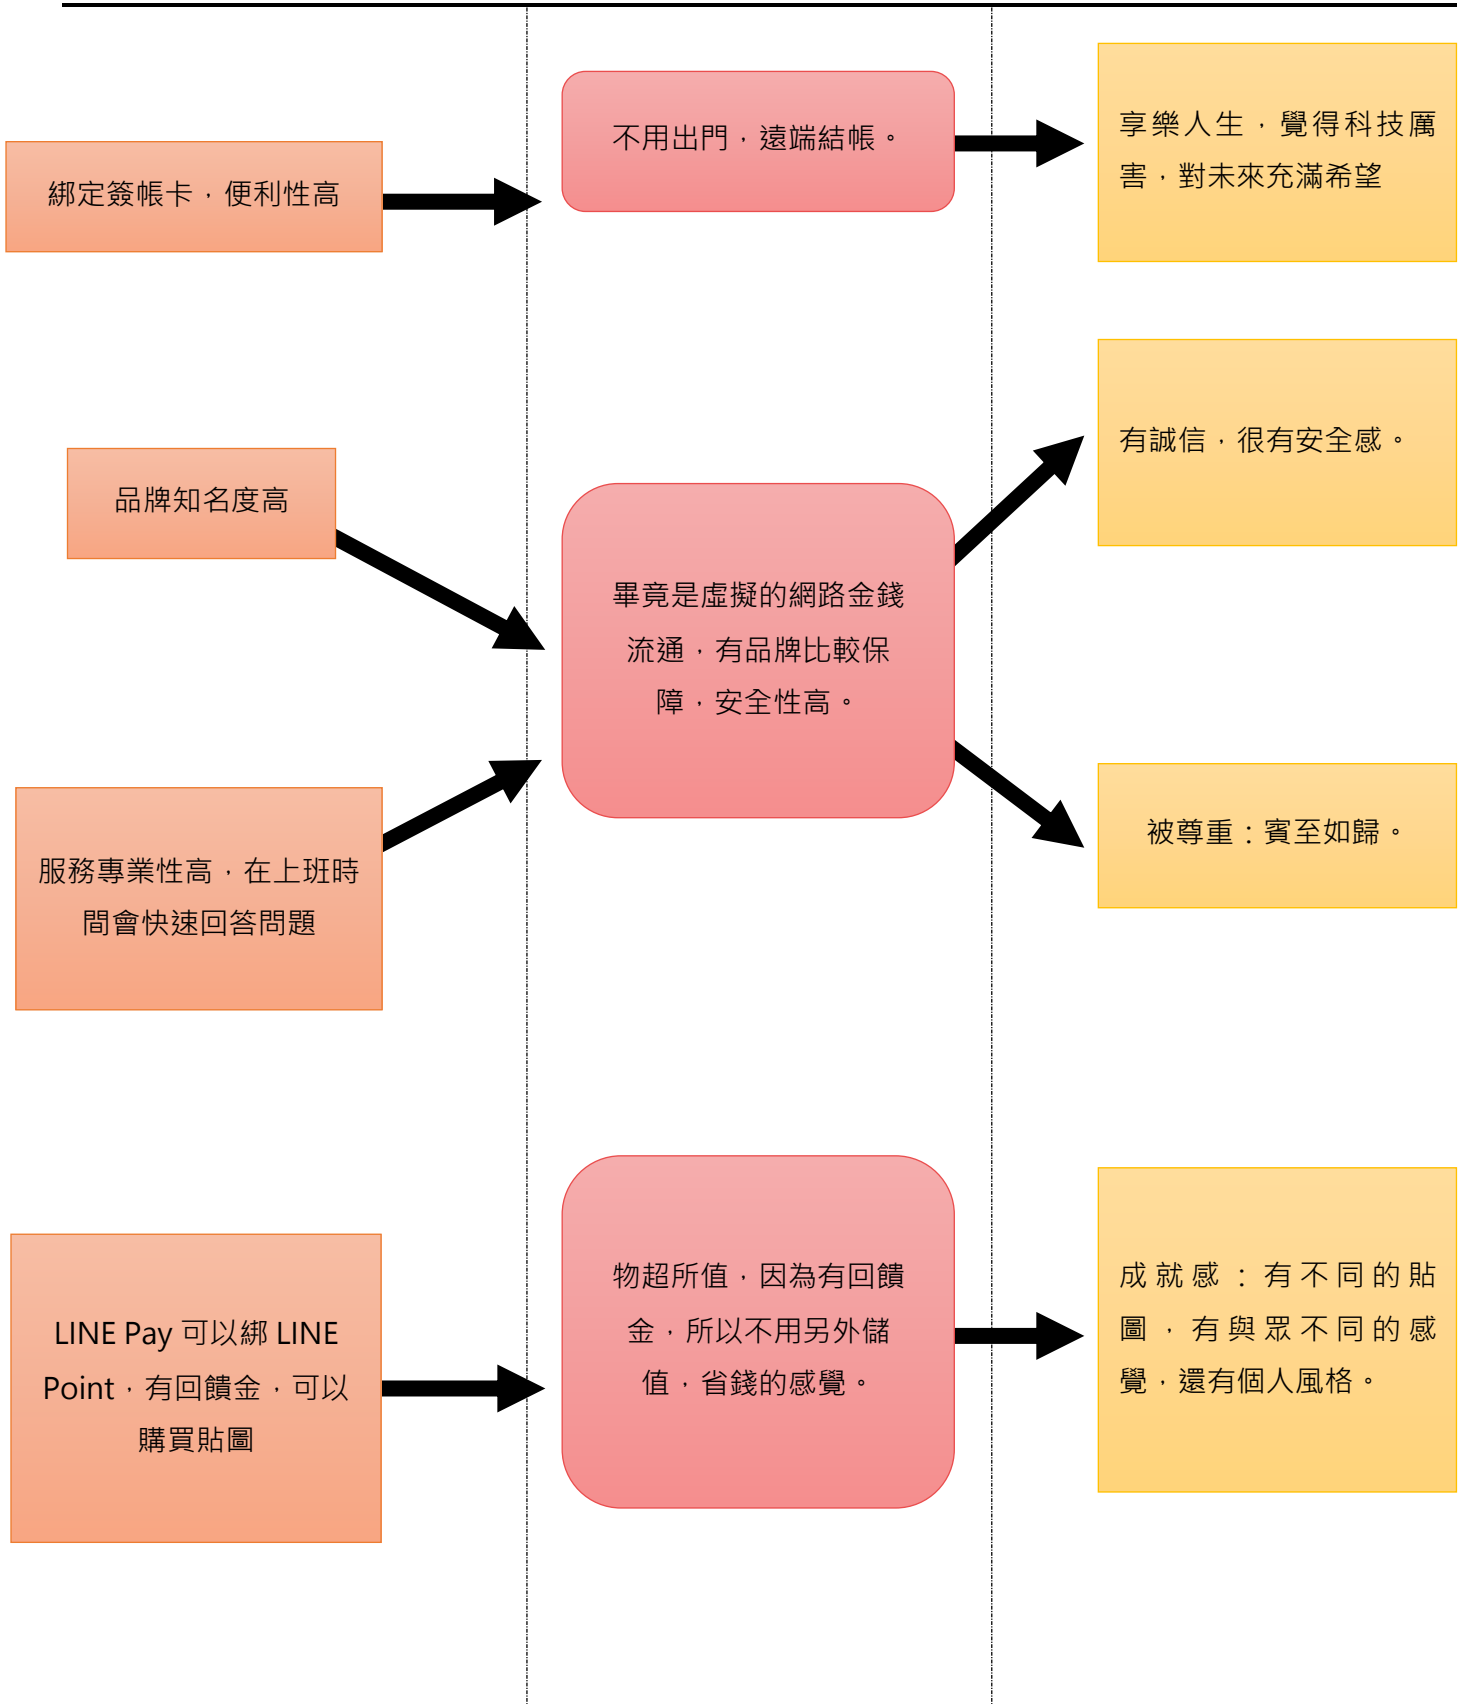 綁定簽帳卡，便利性高
不用出門，遠端結帳。
享樂人生，覺得科技厲
害，對未來充滿希望
品牌知名度高
服務專業性高，在上班時
間會快速回答問題
畢竟是虛擬的網路金錢
流通，有品牌比較保
障，安全性高。
有誠信，很有安全感。
被尊重：賓至如歸。
LINE Pay 可以綁 LINE
Point，有回饋金，可以
購買貼圖
物超所值，因為有回饋
金，所以不用另外儲
值，省錢的感覺。
成就感：有不同的貼
圖，有與眾不同的感
覺，還有個人風格。